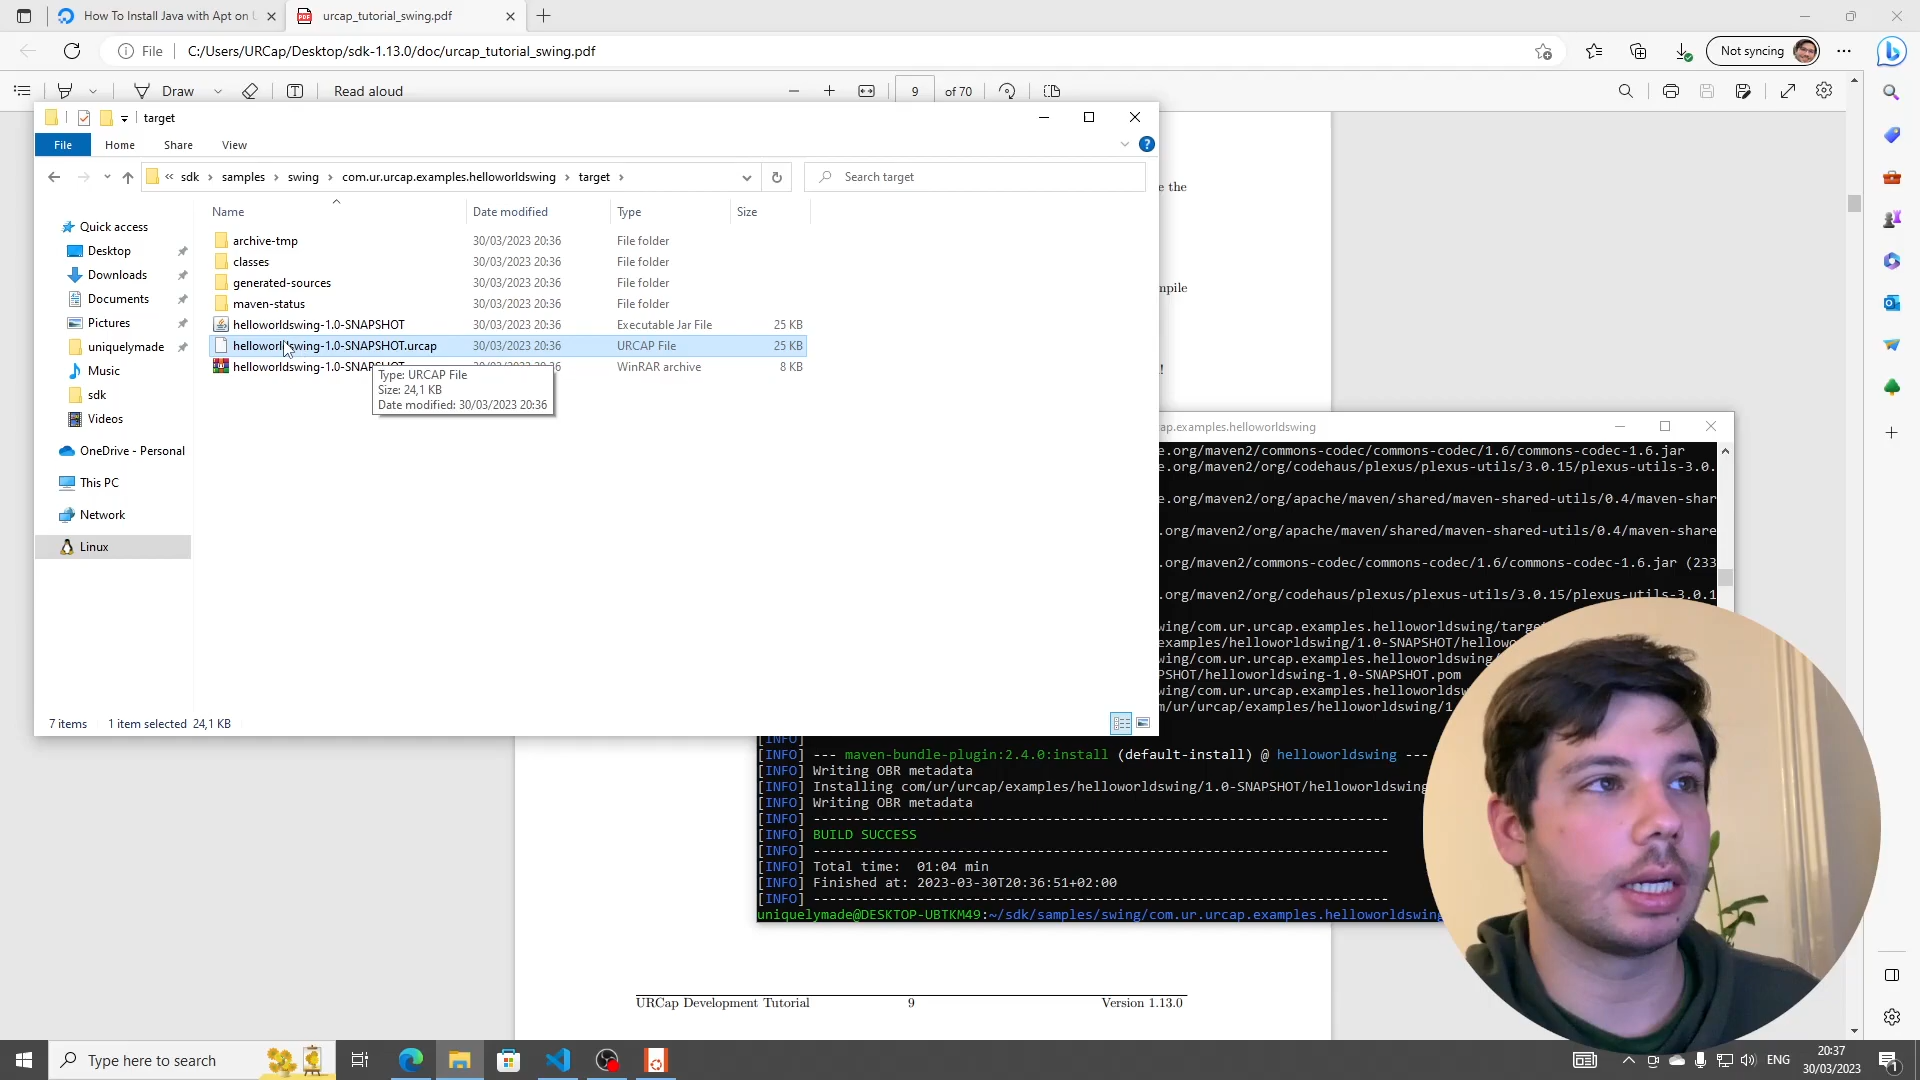 How To Install Java with Apt on U
urcap_tutorial_swing.pdf
File
C:/Users/URCap/Desktop/sdk-1.13.0/doc/urcap_tutorial_swing.pdf
Not syncing
Draw
Read aloud
9
of 70
target
File
Home
Share
View
sdk
samples
swing
com.ur.urcap.examples.helloworldswing
target
Search target
Name
Date modified
Type
Size
Quick access
Desktop
Downloads
Documents
Pictures
uniquelymade
Music
sdk
Videos
OneDrive - Personal
This PC
Network
Linux
archive-tmp 30/03/2023 20:36 File folder
classes 30/03/2023 20:36 File folder
generated-sources 30/03/2023 20:36 File folder
maven-status 30/03/2023 20:36 File folder
helloworldswing-1.0-SNAPSHOT 30/03/2023 20:36 Executable Jar File 25 KB
helloworldswing-1.0-SNAPSHOT.urcap 30/03/2023 20:36 URCAP File 25 KB
helloworldswing-1.0-SNAPSHOT 30/03/2023 20:36 WinRAR archive 8 KB
Type: URCAP File
Size: 24,1 KB
Date modified: 30/03/2023 20:36
7 items
1 item selected 24,1 KB
e the
mpile
!
ap.examples.helloworldswing
e.org/maven2/commons-codec/commons-codec/1.6/commons-codec-1.6.jar
e.org/maven2/org/codehaus/plexus/plexus-utils/3.0.15/plexus-utils-3.0.
e.org/maven2/org/apache/maven/shared/maven-shared-utils/0.4/maven-shar
.org/maven2/org/apache/maven/shared/maven-shared-utils/0.4/maven-share
.org/maven2/commons-codec/commons-codec/1.6/commons-codec-1.6.jar (233
.org/maven2/org/codehaus/plexus/plexus-utils/3.0.15/plexus-utils-3.0.1
wing/com.ur.urcap.examples.helloworldswing/targe
examples/helloworldswing/1.0-SNAPSHOT/hellowo
wing/com.ur.urcap.examples.helloworldswing/
PSHOT/helloworldswing-1.0-SNAPSHOT.pom
wing/com.ur.urcap.examples.hellowordsw
m/ur/urcap/examples/helloworldswing/1.
[INFO]
[INFO] --- maven-bundle-plugin:2.4.0:install (default-install) @ helloworldswing ---
[INFO] Writing OBR metadata
[INFO] Installing com/ur/urcap/examples/helloworldswing/1.0-SNAPSHOT/helloworldswing
[INFO] Writing OBR metadata
[INFO] ------------------------------------------------------------------------
[INFO] BUILD SUCCESS
[INFO] ------------------------------------------------------------------------
[INFO] Total time:  01:04 min
[INFO] Finished at: 2023-03-30T20:36:51+02:00
[INFO] ------------------------------------------------------------------------
uniquelymade@DESKTOP-UBTKM49:~/sdk/samples/swing/com.ur.urcap.examples.helloworldswing
URCap Development Tutorial 9 Version 1.13.0
Type here to search
ENG
20:37
30/03/2023
1